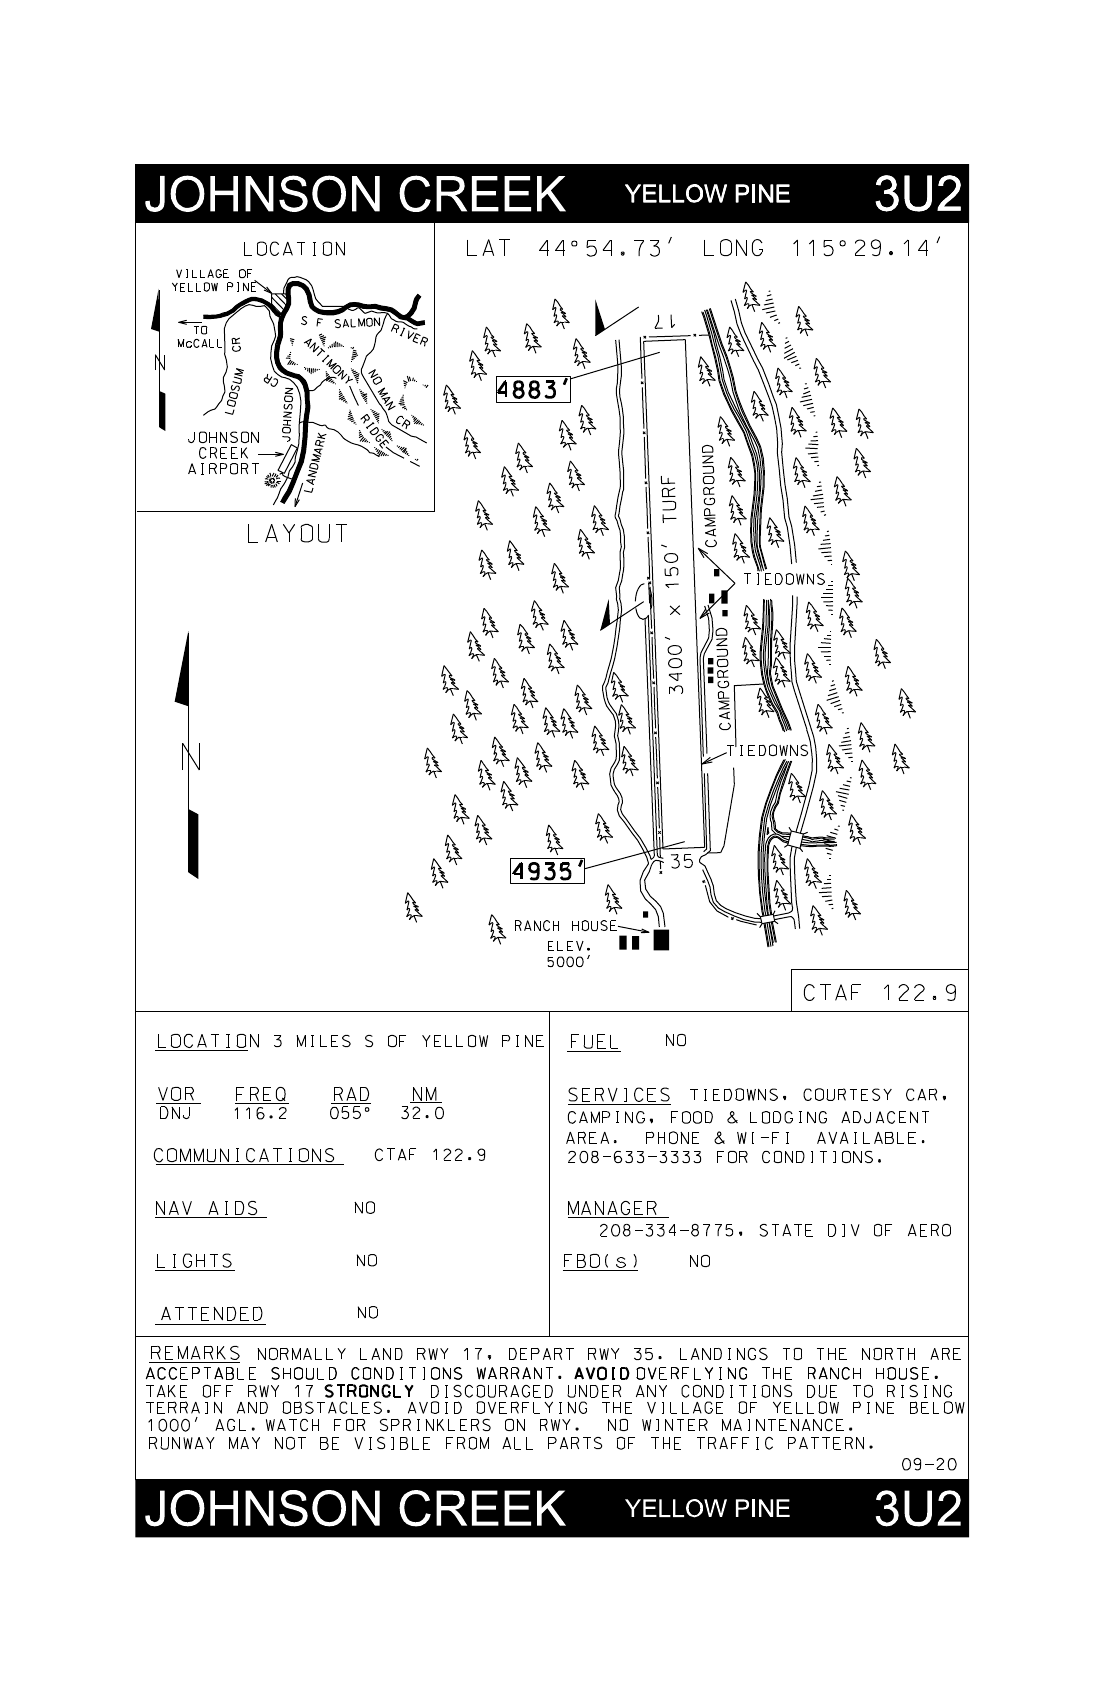 JOHNSON CREEK YELLOW PINE 3U2
LOCATION
VILLAGE OF
YELLOW PINE
TO
McCALL
N
S F SALMON RIVER
LOOSUM CR
JOHNSON CR
ANTIMONY RIDGE
NO MAN CR
LANDMARK
JOHNSON
CREEK
AIRPORT
LAYOUT
N
LAT 44°54.73′ LONG 115°29.14′
17
4883′
3400′ x 150′ TURF
CAMPGROUND
TIEDOWNS
CAMPGROUND
TIEDOWNS
4935′
35
RANCH HOUSE
ELEV.
5000′
CTAF 122.9
LOCATION 3 MILES S OF YELLOW PINE
VOR FREQ RAD NM
DNJ 116.2 055° 32.0
COMMUNICATIONS CTAF 122.9
NAV AIDS NO
LIGHTS NO
ATTENDED NO
FUEL NO
SERVICES TIEDOWNS, COURTESY CAR,
CAMPING, FOOD & LODGING ADJACENT
AREA. PHONE & WI-FI AVAILABLE.
208-633-3333 FOR CONDITIONS.
MANAGER
208-334-8775, STATE DIV OF AERO
FBO(s) NO
REMARKS NORMALLY LAND RWY 17, DEPART RWY 35. LANDINGS TO THE NORTH ARE
ACCEPTABLE SHOULD CONDITIONS WARRANT. AVOID OVERFLYING THE RANCH HOUSE.
TAKE OFF RWY 17 STRONGLY DISCOURAGED UNDER ANY CONDITIONS DUE TO RISING
TERRAIN AND OBSTACLES. AVOID OVERFLYING THE VILLAGE OF YELLOW PINE BELOW
1000′ AGL. WATCH FOR SPRINKLERS ON RWY. NO WINTER MAINTENANCE.
RUNWAY MAY NOT BE VISIBLE FROM ALL PARTS OF THE TRAFFIC PATTERN.
09-20
JOHNSON CREEK YELLOW PINE 3U2